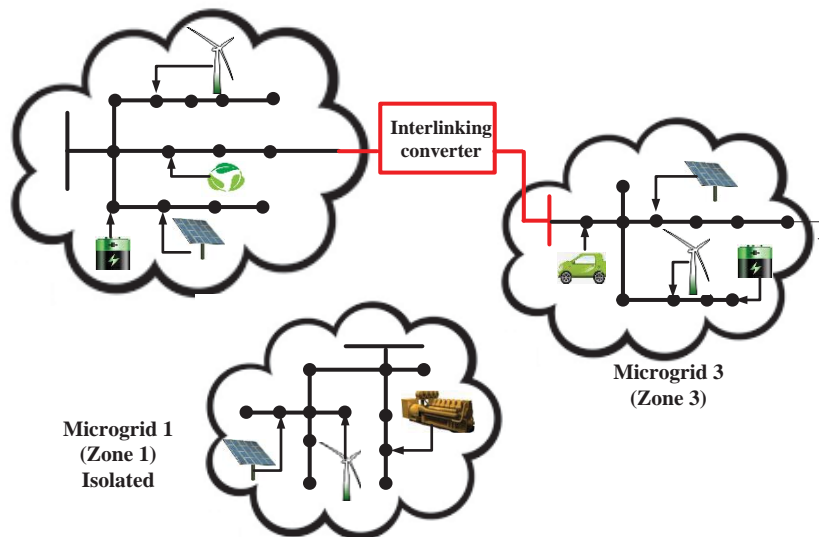 Interlinking
converter
Microgrid 3
(Zone 3)
Microgrid 1
(Zone 1)
Isolated